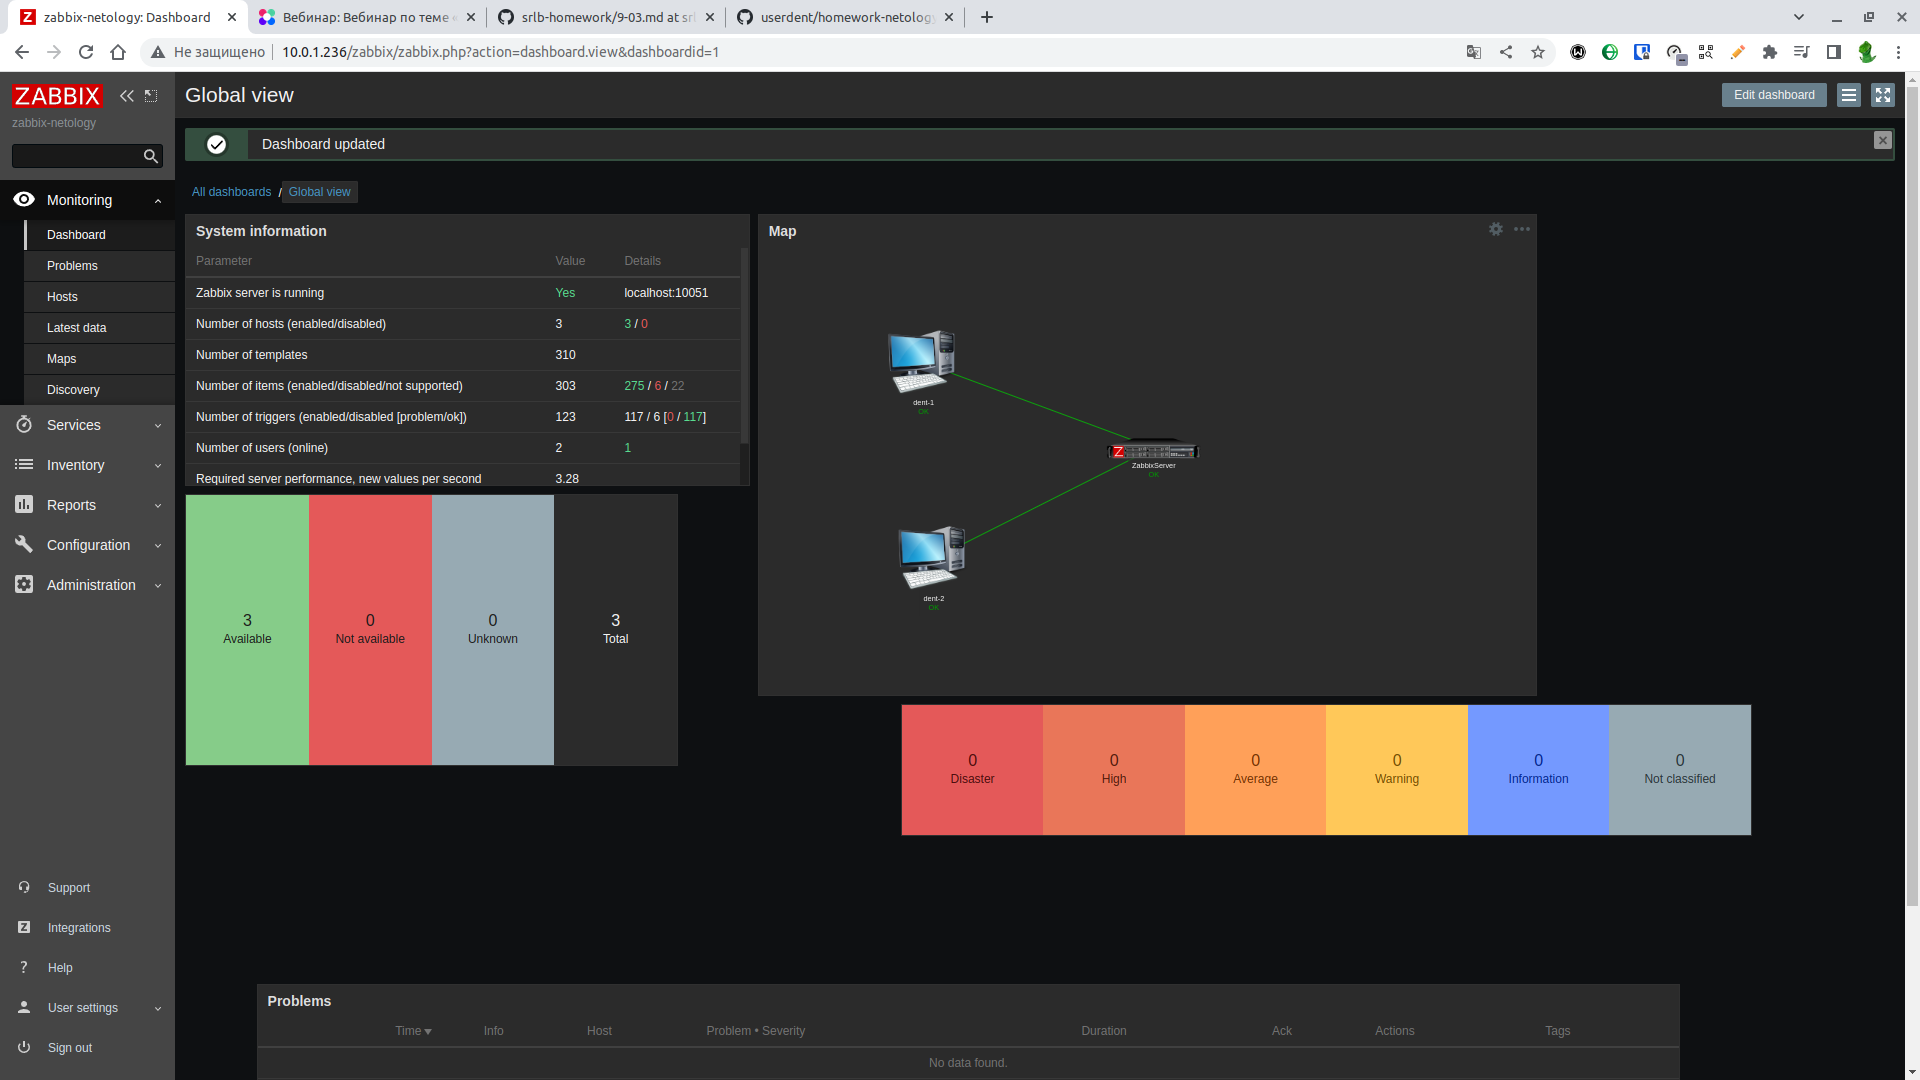 zabbix-netology: Dashboard
Вебинар: Вебинар по теме
srlb-homework/9-03.md at srl
userdent/homework-netology
Не защищено
10.0.1.236/zabbix/zabbix.php?action=dashboard.view&dashboardid=1
ZABBIX
zabbix-netology
Monitoring
Dashboard
Problems
Hosts
Latest data
Maps
Discovery
Services
Inventory
Reports
Configuration
Administration
Support
Integrations
Help
User settings
Sign out
Global view
Edit dashboard
Dashboard updated
All dashboards / Global view
System information
Parameter Value Details
Zabbix server is running Yes localhost:10051
Number of hosts (enabled/disabled) 3 3 / 0
Number of templates 310
Number of items (enabled/disabled/not supported) 303 275 / 6 / 22
Number of triggers (enabled/disabled [problem/ok]) 123 117 / 6 [0 / 117]
Number of users (online) 2 1
Required server performance, new values per second 3.28
Map
dent-1
OK
ZabbixServer
OK
dent-2
OK
3 0 0 3
Available Not available Unknown Total
0 0 0 0 0 0
Disaster High Average Warning Information Not classified
Problems
Time Info Host Problem • Severity Duration Ack Actions Tags
No data found.